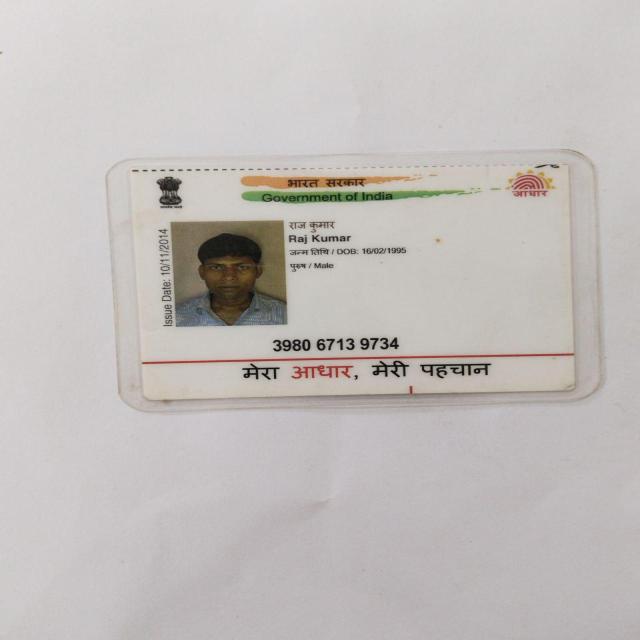 भारत सरकार
Government of India
आधार
Issue Date: 10/11/2014
राज कुमार
Raj Kumar
जन्म तिथि / DOB: 16/02/1995
पुरुष / Male
3980 6713 9734
मेरा आधार, मेरी पहचान